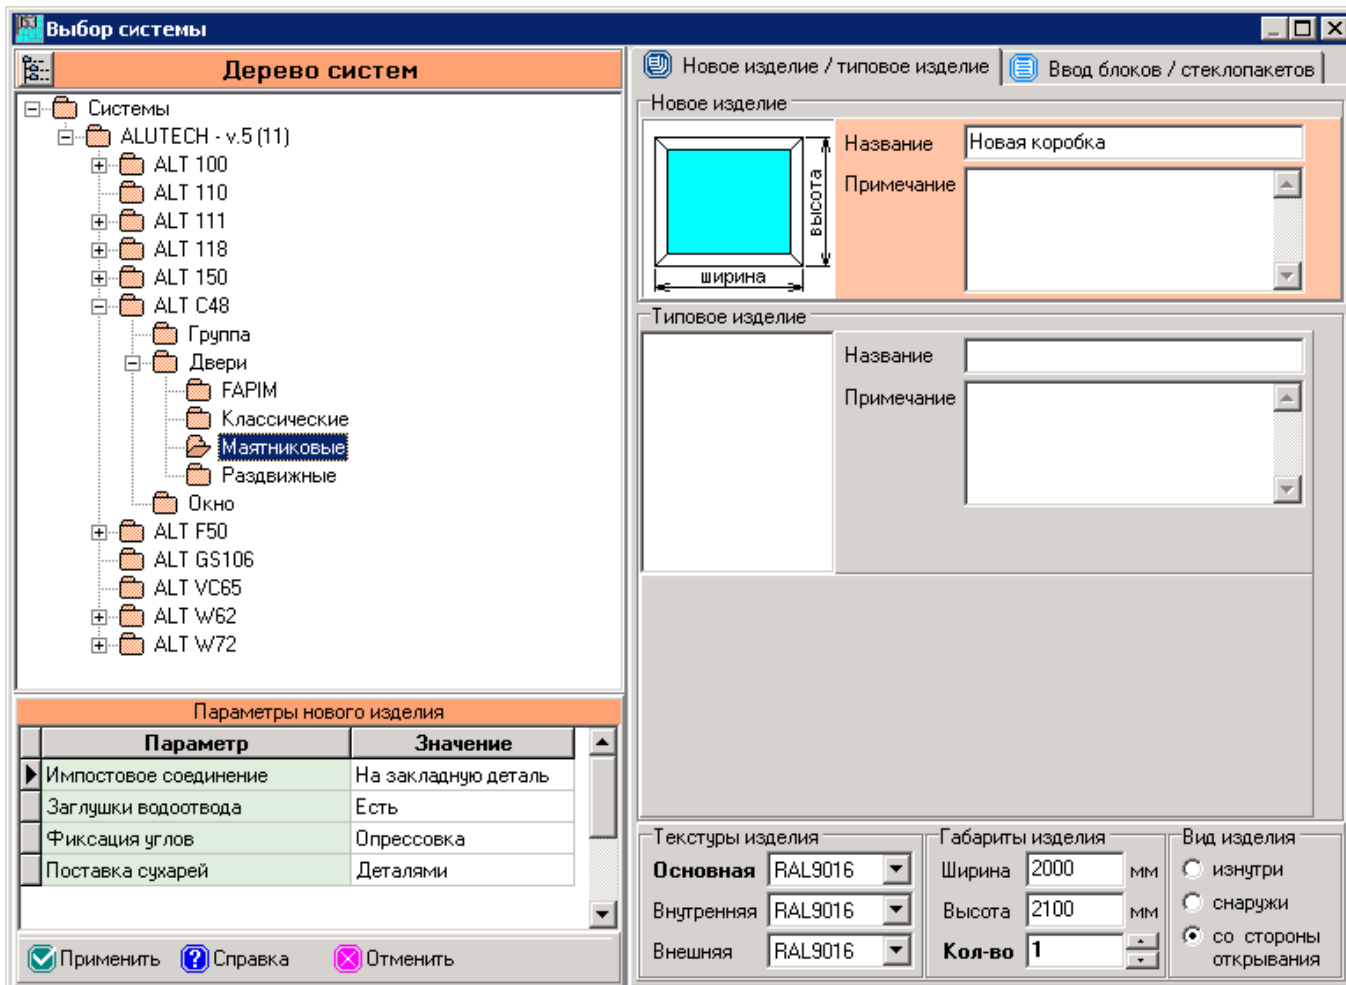 Выбор системы
Дерево систем
Системы
ALUTECH - v.5 (11)
ALT 100
ALT 110
ALT 111
ALT 118
ALT 150
ALT C48
Группа
Двери
FAPIM
Классические
Маятниковые
Раздвижные
Окно
ALT F50
ALT GS106
ALT VC65
ALT W62
ALT W72
Параметры нового изделия
Параметр Значение
Импостовое соединение На закладную деталь
Заглушки водоотвода Есть
Фиксация углов Опрессовка
Поставка сухарей Деталями
Применить Справка Отменить
Новое изделие / типовое изделие Ввод блоков / стеклопакетов
Новое изделие
высота
ширина
Название Новая коробка
Примечание
Типовое изделие
Название
Примечание
Текстуры изделия
Основная RAL9016
Внутренняя RAL9016
Внешняя RAL9016
Габариты изделия
Ширина 2000 мм
Высота 2100 мм
Кол-во 1
Вид изделия
изнутри
снаружи
со стороны
открывания